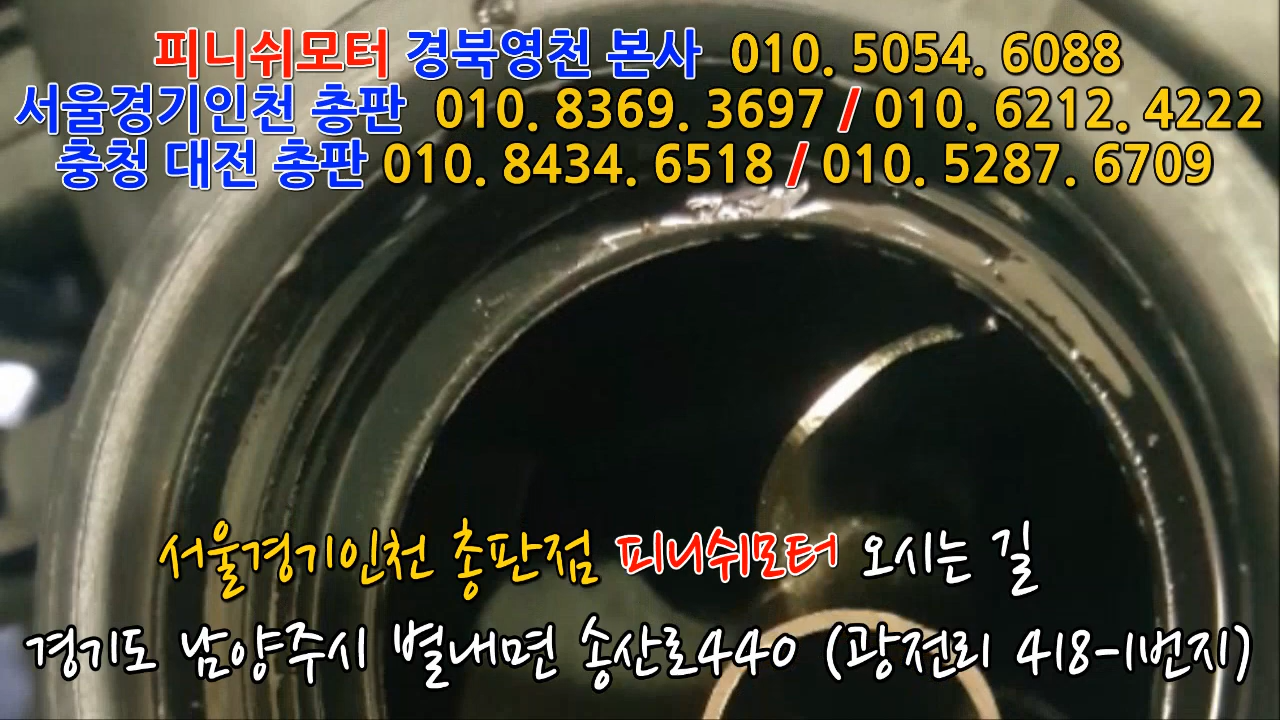 피니쉬모터 경북영천 본사 010. 5054. 6088
서울경기인천 총판 010. 8369. 3697 / 010. 6212. 4222
충청 대전 총판 010. 8434. 6518 / 010. 5287. 6709
서울경기인천 총판점 피니쉬모터 오시는 길
경기도 남양주시 별내면 송산로440 (광전리 418-1번지)